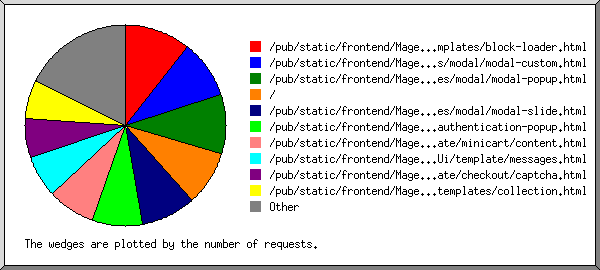 /pub/static/frontend/Mage...mplates/block-loader.html
/pub/static/frontend/Mage...s/modal/modal-custom.html
/pub/static/frontend/Mage...es/modal/modal-popup.html
/
/pub/static/frontend/Mage...es/modal/modal-slide.html
/pub/static/frontend/Mage...authentication-popup.html
/pub/static/frontend/Mage...ate/minicart/content.html
/pub/static/frontend/Mage...Ui/template/messages.html
/pub/static/frontend/Mage...ate/checkout/captcha.html
/pub/static/frontend/Mage...templates/collection.html
Other
The wedges are plotted by the number of requests.